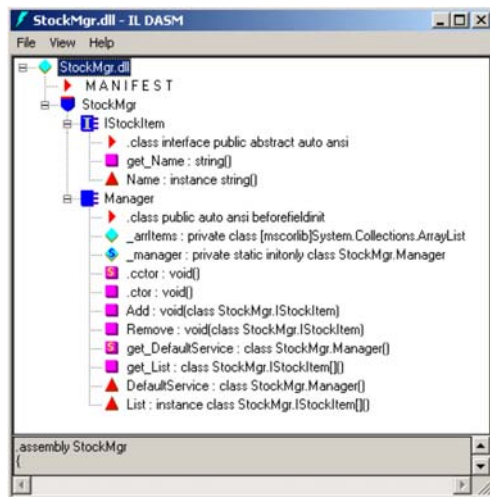 StockMgr.dll - IL DASM
File View Help
StockMgr.dll
MANIFEST
StockMgr
I IStockItem
.class interface public abstract auto ansi
get_Name : string()
Name : instance string()
Manager
.class public auto ansi beforefieldinit
_arrItems : private class [mscorlib]System.Collections.ArrayList
S _manager : private static initonly class StockMgr.Manager
S .cctor : void()
.ctor : void()
Add : void(class StockMgr.IStockItem)
Remove : void(class StockMgr.IStockItem)
S get_DefaultService : class StockMgr.Manager()
get_List : class StockMgr.IStockItem[]()
DefaultService : class StockMgr.Manager()
List : instance class StockMgr.IStockItem[]()
.assembly StockMgr
{